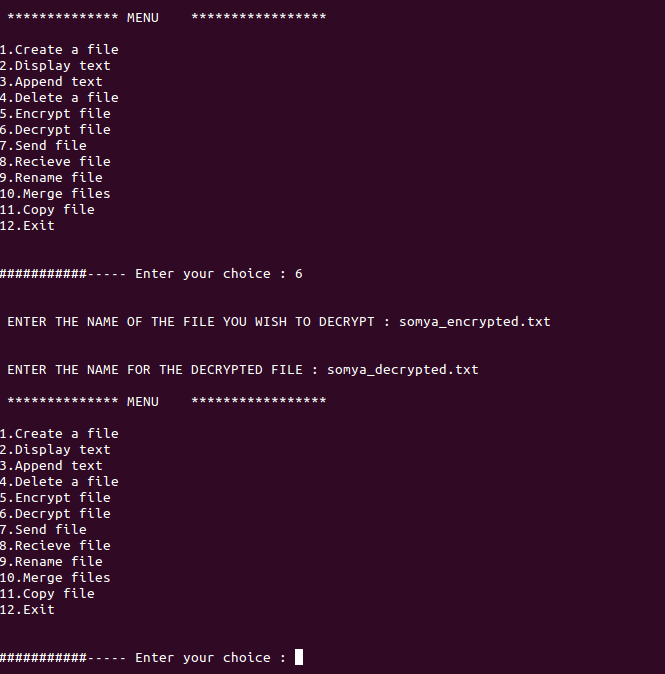 ************** MENU    *****************
1.Create a file
2.Display text
3.Append text
4.Delete a file
5.Encrypt file
6.Decrypt file
7.Send file
8.Recieve file
9.Rename file
10.Merge files
11.Copy file
12.Exit
###########----- Enter your choice : 6
ENTER THE NAME OF THE FILE YOU WISH TO DECRYPT : somya_encrypted.txt
ENTER THE NAME FOR THE DECRYPTED FILE : somya_decrypted.txt
************** MENU    *****************
1.Create a file
2.Display text
3.Append text
4.Delete a file
5.Encrypt file
6.Decrypt file
7.Send file
8.Recieve file
9.Rename file
10.Merge files
11.Copy file
12.Exit
###########----- Enter your choice :